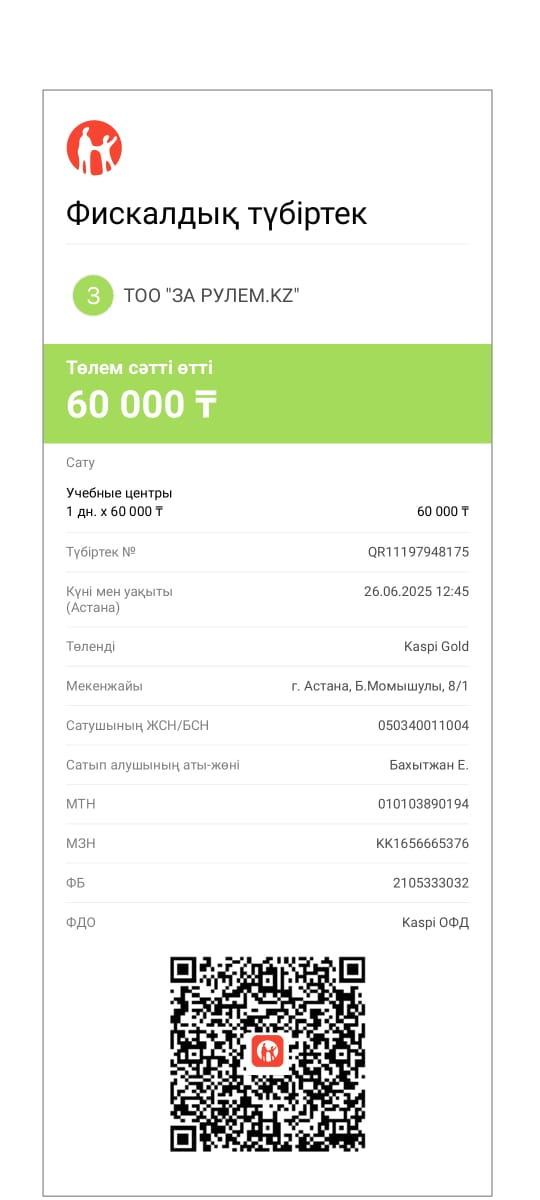 Фискалдық түбіртек
З
ТОО "ЗА РУЛЕМ.KZ"
Төлем сәтті өтті
60 000 ₸
Сату
Учебные центры
1 дн. x 60 000 ₸ 60 000 ₸
Түбіртек № QR11197948175
Күні мен уақыты 26.06.2025 12:45
(Астана)
Төленді Kaspi Gold
Мекенжайы г. Астана, Б.Момышулы, 8/1
Сатушының ЖСН/БСН 050340011004
Сатып алушының аты-жөні Бахытжан Е.
МТН 010103890194
МЗН KK1656665376
ФБ 2105333032
ФДО Kaspi ОФД